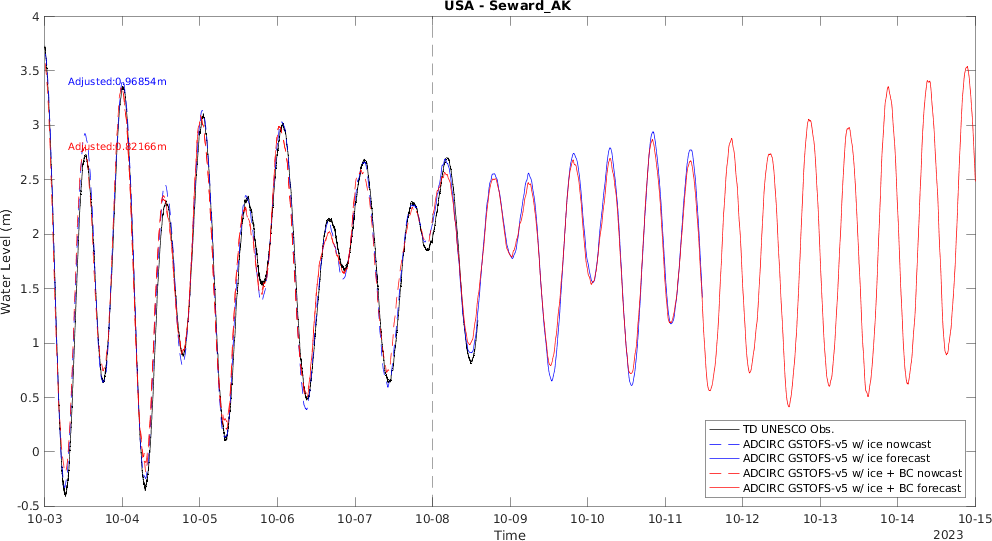 USA - Seward_AK
4
3.5
3
2.5
2
1.5
1
0.5
0
-0.5
Water Level (m)
Adjusted:0.96854m
Adjusted:0.82166m
TD UNESCO Obs.
ADCIRC GSTOFS-v5 w/ ice nowcast
ADCIRC GSTOFS-v5 w/ ice forecast
ADCIRC GSTOFS-v5 w/ ice + BC nowcast
ADCIRC GSTOFS-v5 w/ ice + BC forecast
10-03 10-04 10-05 10-06 10-07 10-08 10-09 10-10 10-11 10-12 10-13 10-14 10-15
Time
2023